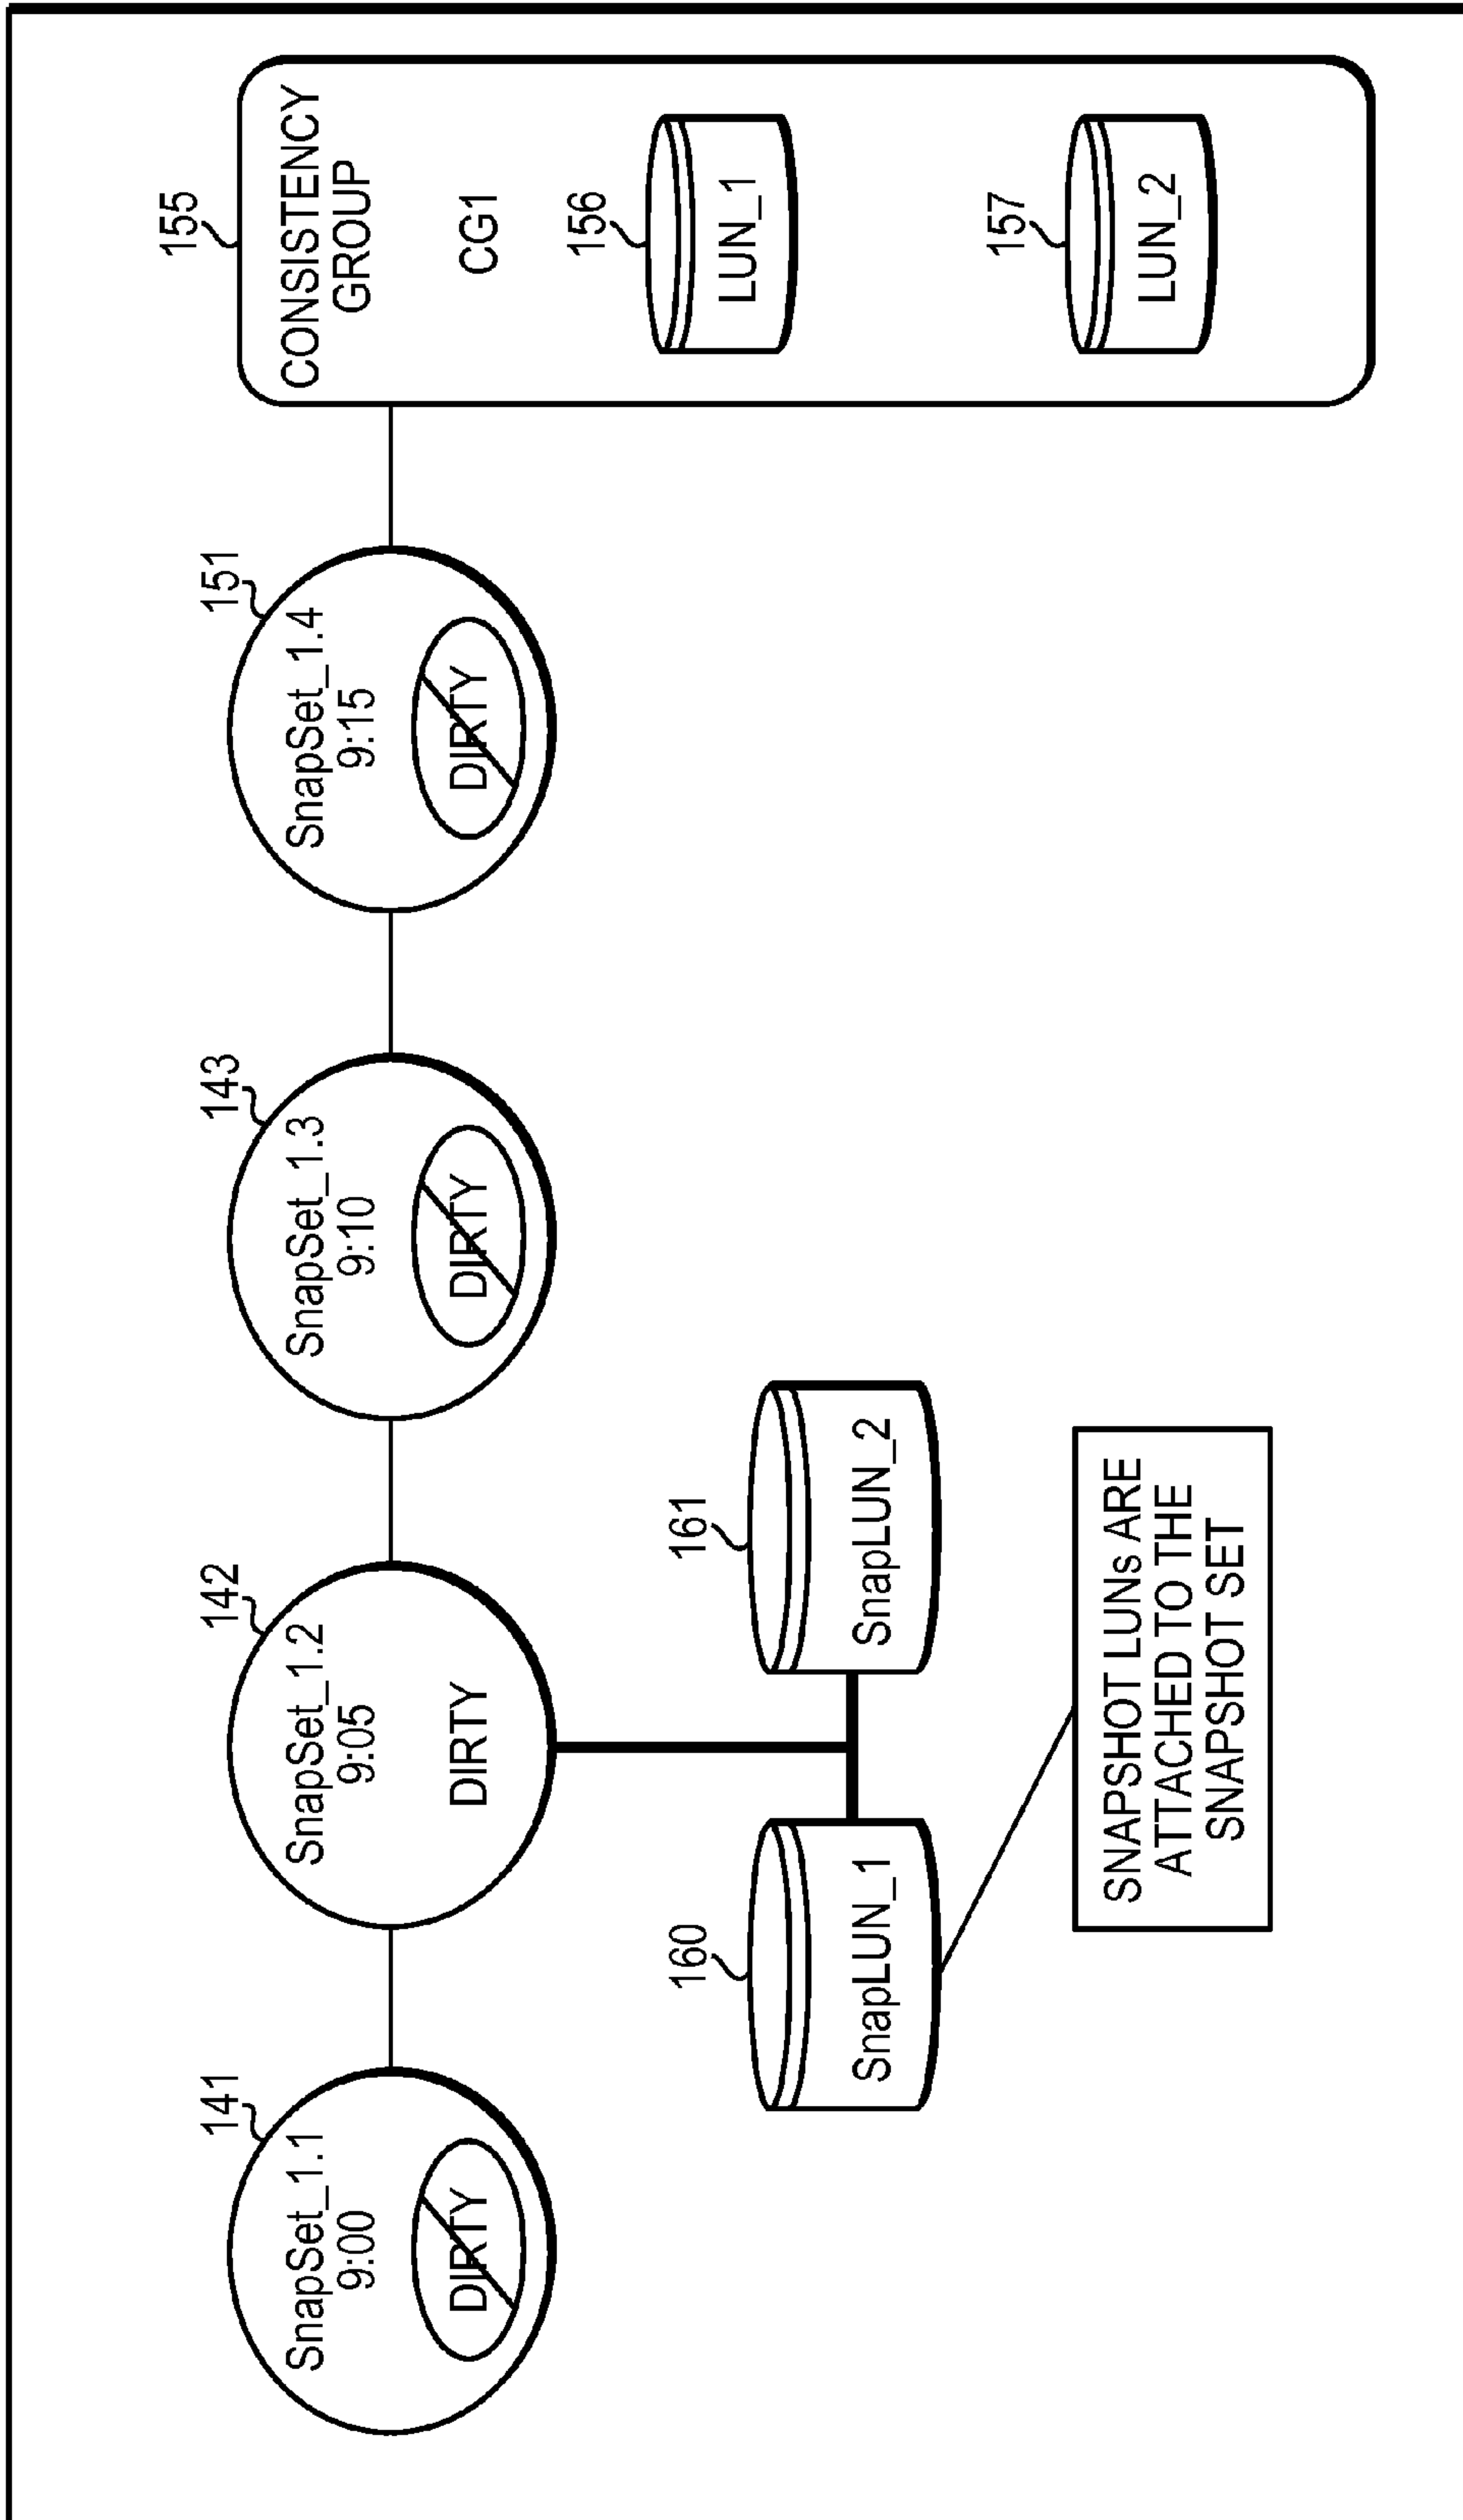 141
SnapSet_1.1
9:00
DIRTY
142
SnapSet_1.2
9:05
DIRTY
143
SnapSet_1.3
9:10
DIRTY
151
SnapSet_1.4
9:15
DIRTY
155
CONSISTENCY
GROUP
CG1
156
LUN_1
157
LUN_2
160
SnapLUN_1
161
SnapLUN_2
SNAPSHOT LUNs ARE
ATTACHED TO THE
SNAPSHOT SET